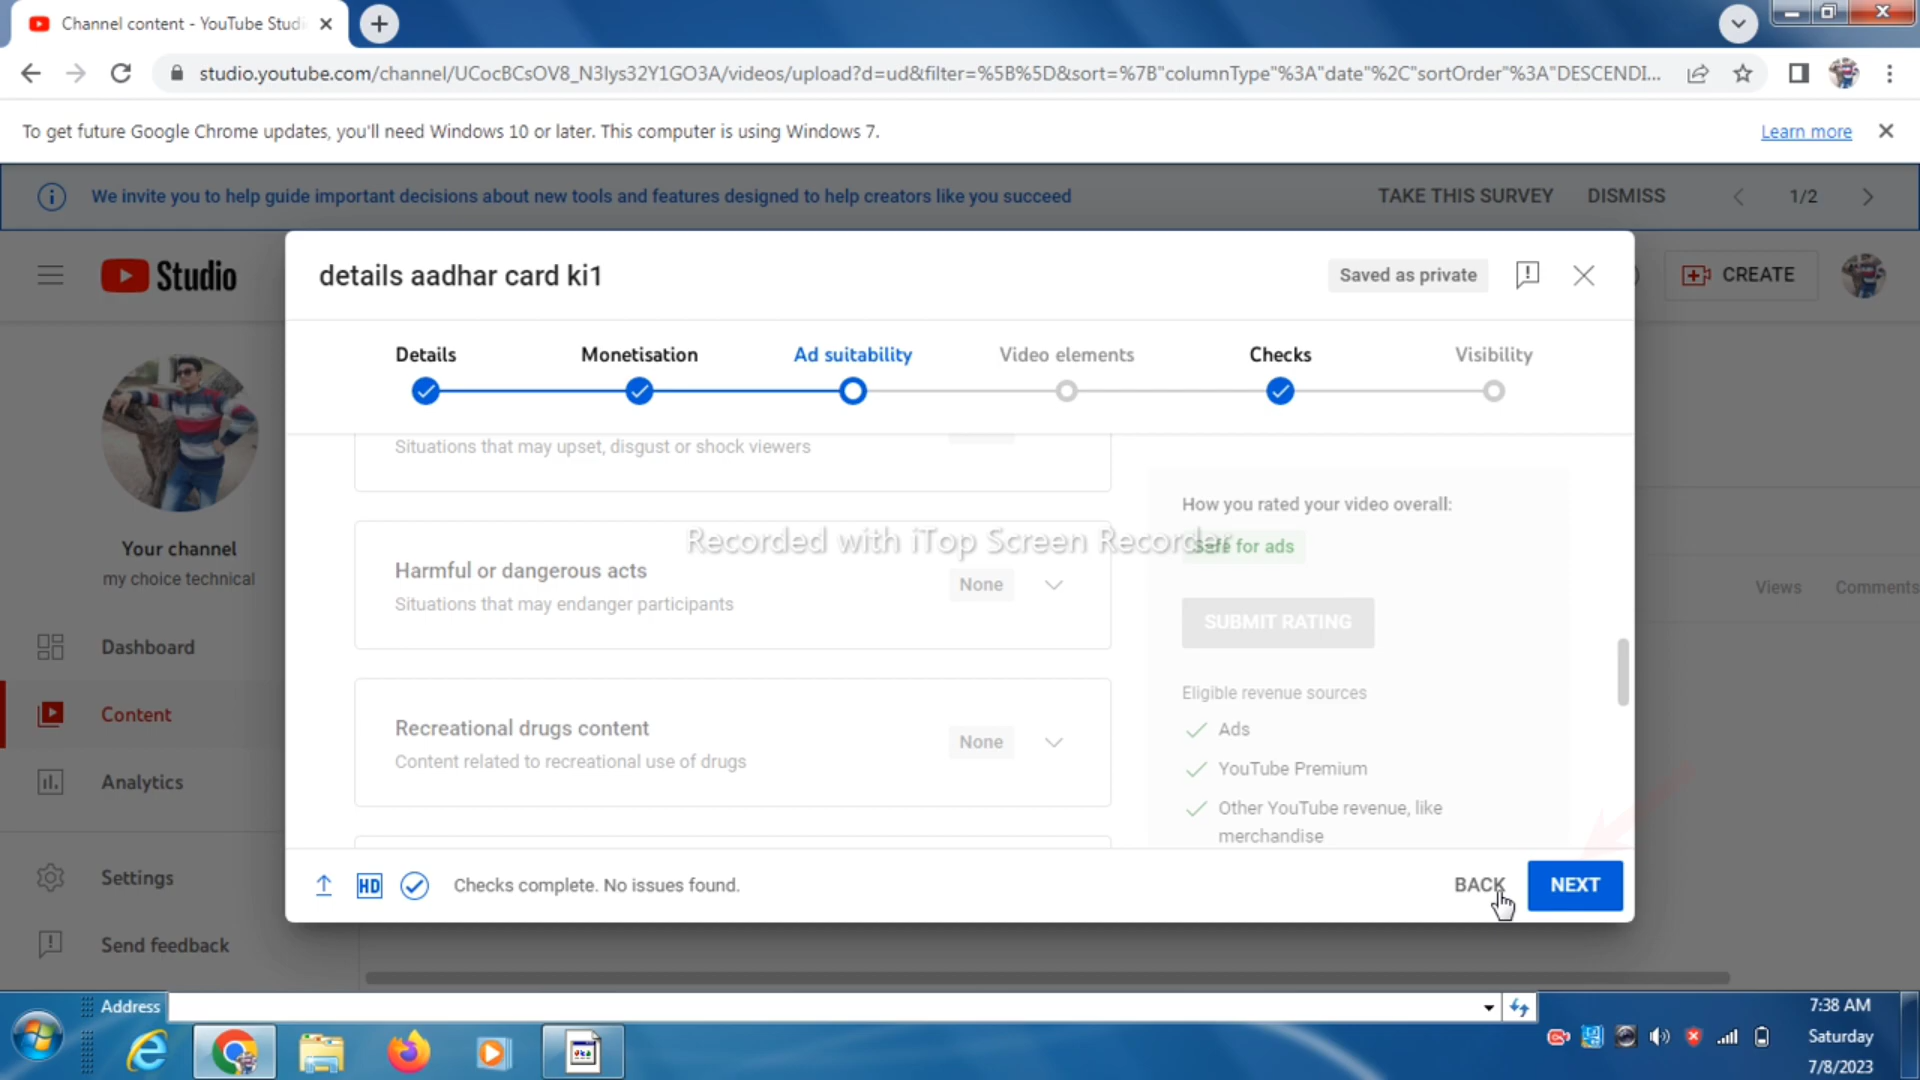 Channel content - YouTube Studi
studio.youtube.com/channel/UCocBCsOV8_N3lys32Y1GO3A/videos/upload?d=ud&filter=%5B%5D&sort=%7B"columnType"%3A"date"%2C"sortOrder"%3A"DESCENDI...
To get future Google Chrome updates, you'll need Windows 10 or later. This computer is using Windows 7.
Learn more
We invite you to help guide important decisions about new tools and features designed to help creators like you succeed
TAKE THIS SURVEY
DISMISS
1/2
Studio
CREATE
details aadhar card ki1
Saved as private
Details
Monetisation
Ad suitability
Video elements
Checks
Visibility
Situations that may upset, disgust or shock viewers
How you rated your video overall:
Recorded with iTop Screen Recorder
Safe for ads
Harmful or dangerous acts
None
Situations that may endanger participants
SUBMIT RATING
Your channel
my choice technical
Views
Comments
Dashboard
Content
Analytics
Settings
Send feedback
Recreational drugs content
None
Content related to recreational use of drugs
Eligible revenue sources
Ads
YouTube Premium
Other YouTube revenue, like
merchandise
HD
Checks complete. No issues found.
BACK
NEXT
Address
7:38 AM
Saturday
7/8/2023